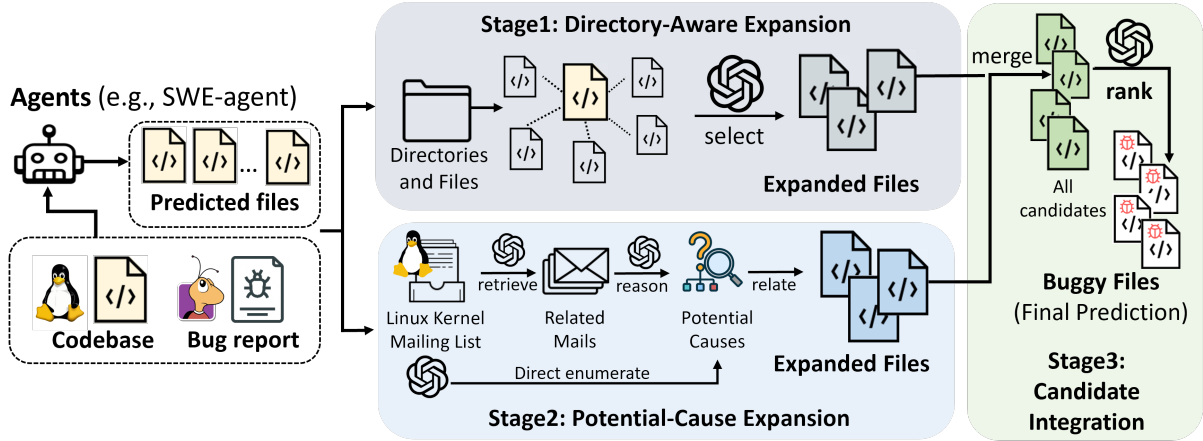 Agents (e.g., SWE-agent)
</>
</>
...
</>
Predicted files
</>
Codebase
Bug report
Stage1: Directory-Aware Expansion
Directories
and Files
</>
</>
</>
</>
</>
</>
select
</>
</>
</>
Expanded Files
Linux Kernel
Mailing List
retrieve
Related
Mails
reason
?
Potential
Causes
relate
</>
</>
</>
Expanded Files
Direct enumerate
Stage2: Potential-Cause Expansion
merge
</>
</>
</>
</>
rank
All
candidates
</>
</>
</>
</>
Buggy Files
(Final Prediction)
Stage3:
Candidate
Integration